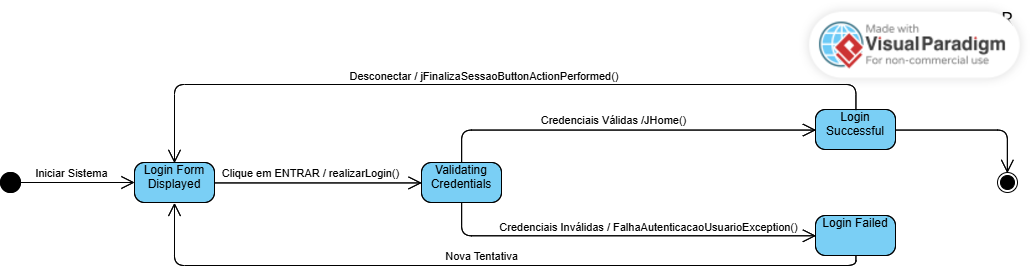 Made with
Visual Paradigm
For non-commercial use
Desconectar / jFinalizaSessaoButtonActionPerformed()
Credenciais Válidas /JHome()
Login
Successful
Iniciar Sistema
Login Form
Displayed
Clique em ENTRAR / realizarLogin()
Validating
Credentials
Credenciais Inválidas / FalhaAutenticacaoUsuarioException()
Login Failed
Nova Tentativa